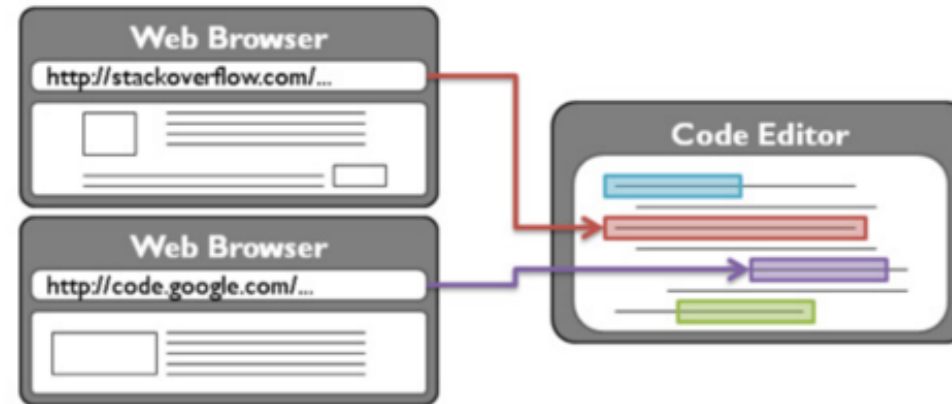 Web Browser
http://stackoverflow.com/...
Web Browser
http://code.google.com/...
Code Editor